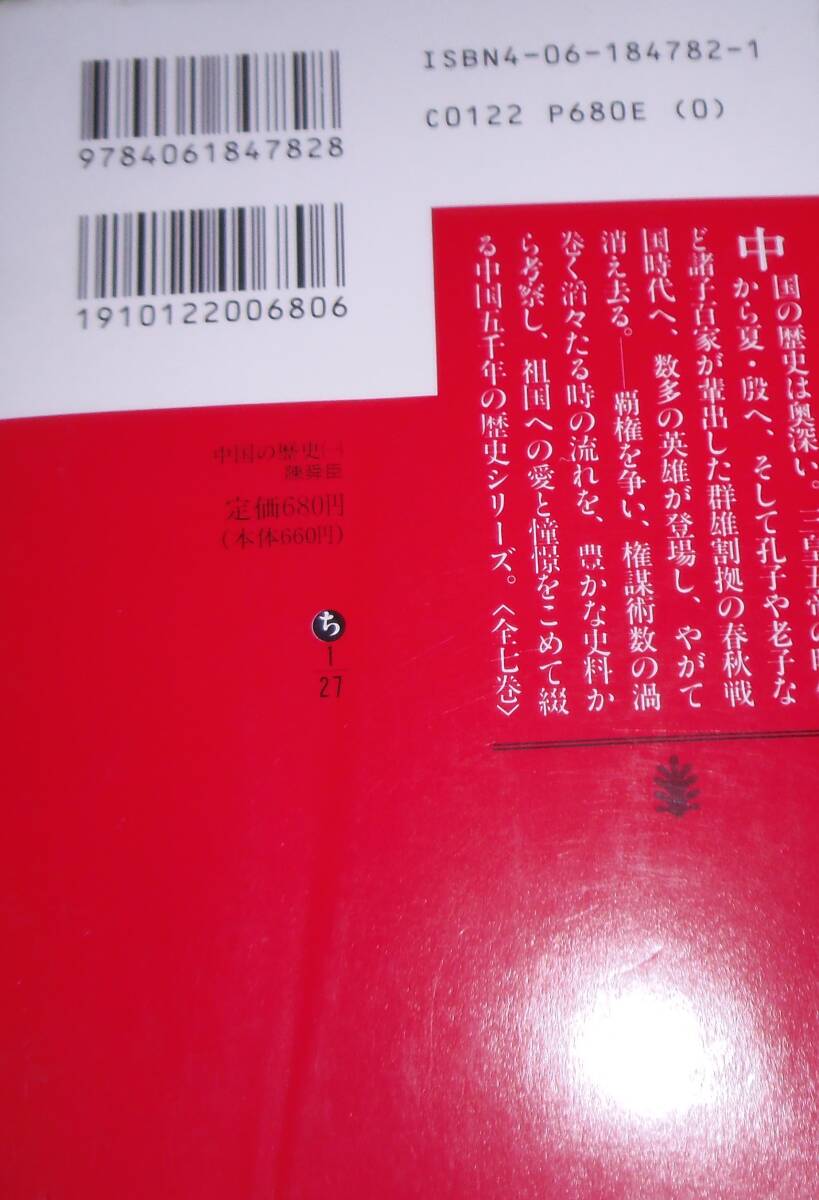 ISBN4-06-184782-1
C0122 P680E (0)
9784061847828
1910122006806
中国の歴史は奥深い。三皇五帝の時
から夏・殷へ、そして孔子や老子な
ど諸子百家が輩出した群雄割拠の春秋戦
国時代へ、数多の英雄が登場し、やがて
消え去る。――覇権を争い、権謀術数の渦
巻く滔々たる時の流れを、豊かな史料か
ら考察し、祖国への愛と憧憬をこめて綴
る中国五千年の歴史シリーズ。〈全七巻〉
中国の歴史(一)
陳舜臣
定価680円
(本体660円)
ち
1
27